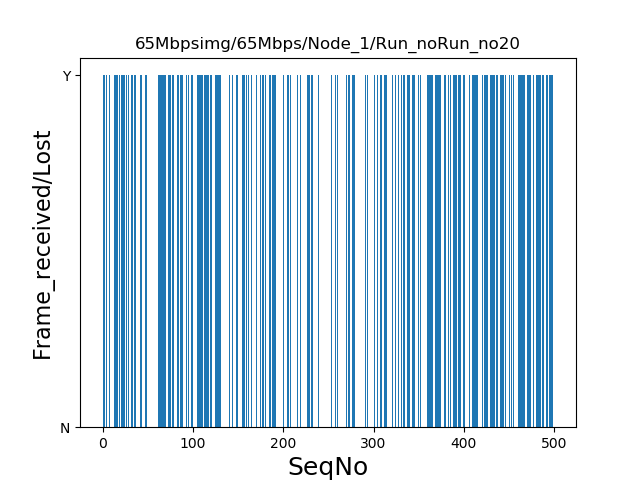 65Mbpsimg/65Mbps/Node_1/Run_noRun_no20
Y
Frame_received/Lost
N
0 100 200 300 400 500
SeqNo